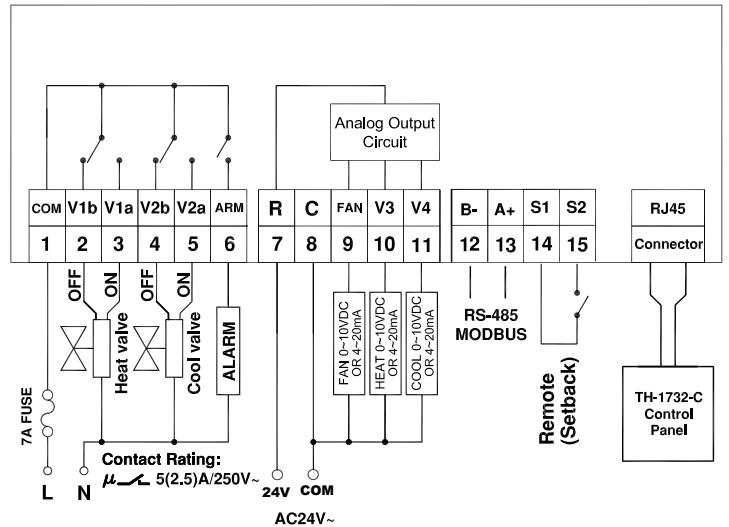 Analog Output
Circuit
COM V1b V1a V2b V2a ARM
1 2 3 4 5 6
R C FAN V3 V4
7 8 9 10 11
B- A+ S1 S2
12 13 14 15
RJ45
Connector
OFF
ON
OFF
ON
Heat valve
Cool valve
ALARM
FAN 0~10VDC
OR 4~20mA
HEAT 0~10VDC
OR 4~20mA
COOL 0~10VDC
OR 4~20mA
RS-485
MODBUS
Remote
(Setback)
TH-1732-C
Control
Panel
7A FUSE
L
N
Contact Rating:
μ 5(2.5)A/250V~
24V
COM
AC24V~